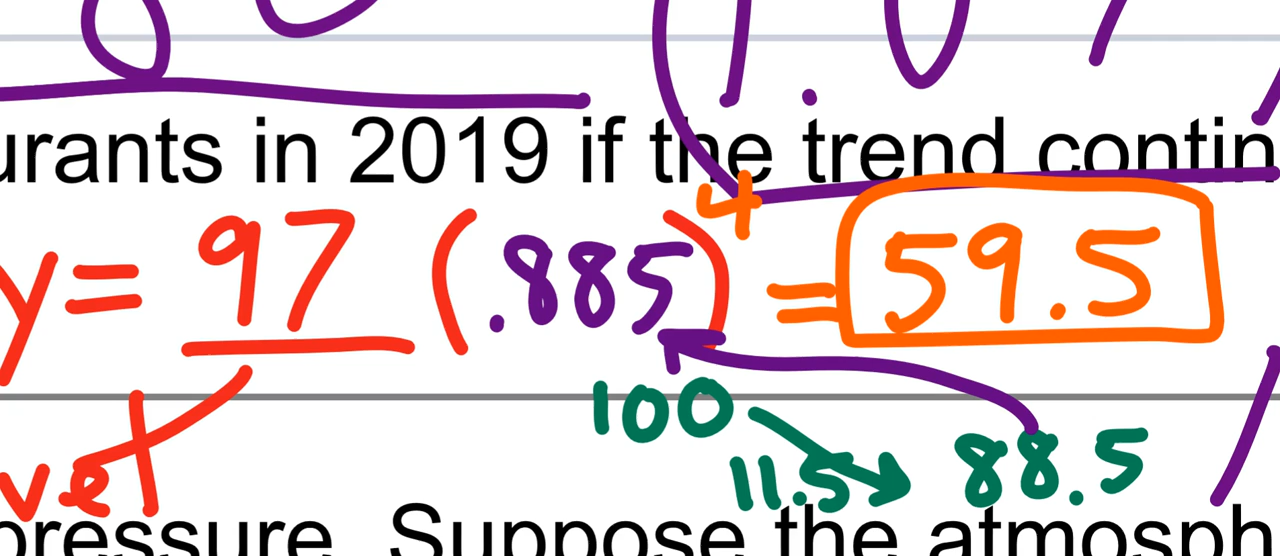 urants in 2019 if the trend contin
y= 97 (.885)⁴ = 59.5
100
11.5 88.5
pressure. Suppose the atmosph